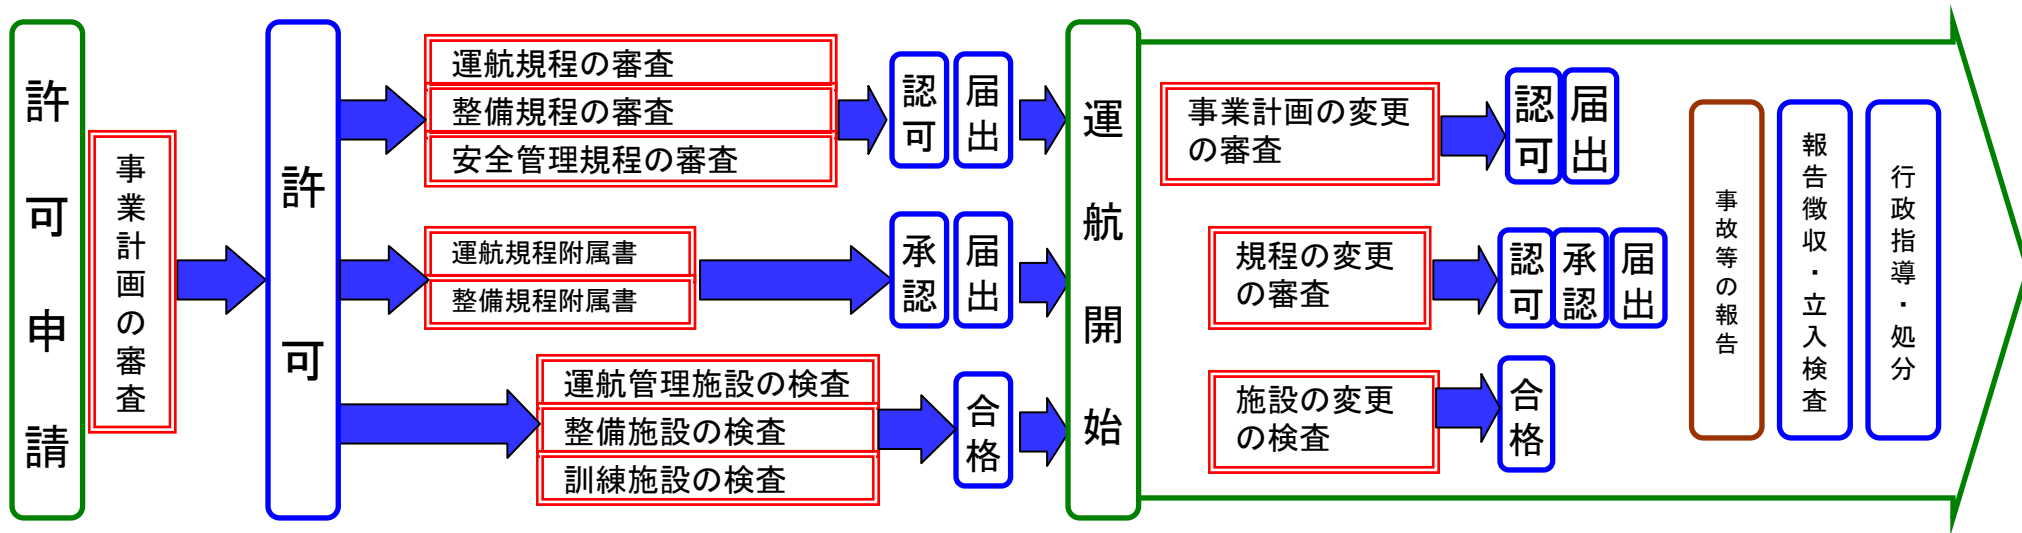 許可申請
事業計画の審査
許可
運航規程の審査
整備規程の審査
安全管理規程の審査
認可
届出
運航規程附属書
整備規程附属書
承認
届出
運航管理施設の検査
整備施設の検査
訓練施設の検査
合格
運航開始
事業計画の変更
の審査
認可
届出
規程の変更
の審査
認可
承認
届出
施設の変更
の検査
合格
事故等の報告
報告徴収・立入検査
行政指導・処分